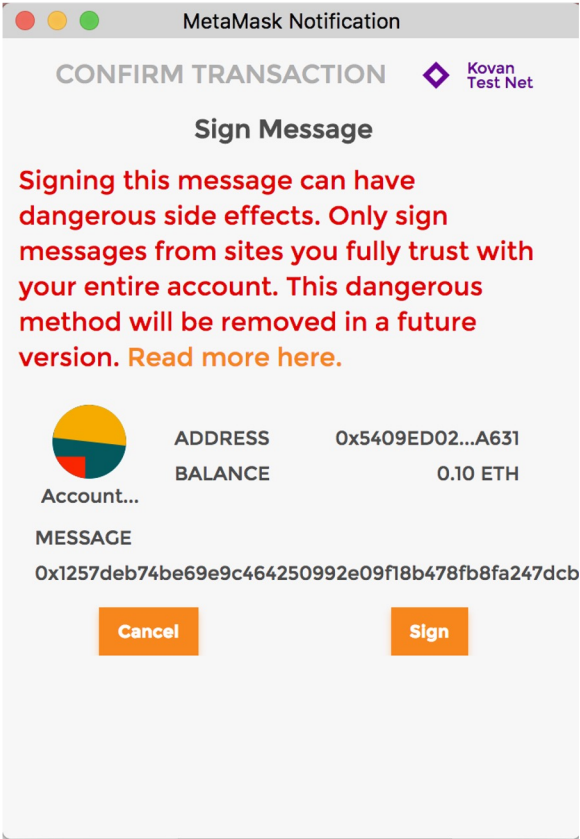 MetaMask Notification
CONFIRM TRANSACTION
Kovan
Test Net
Sign Message
Signing this message can have
dangerous side effects. Only sign
messages from sites you fully trust with
your entire account. This dangerous
method will be removed in a future
version. Read more here.
ADDRESS 0x5409ED02...A631
BALANCE 0.10 ETH
Account...
MESSAGE
0x1257deb74be69e9c464250992e09f18b478fb8fa247dcb
Cancel Sign